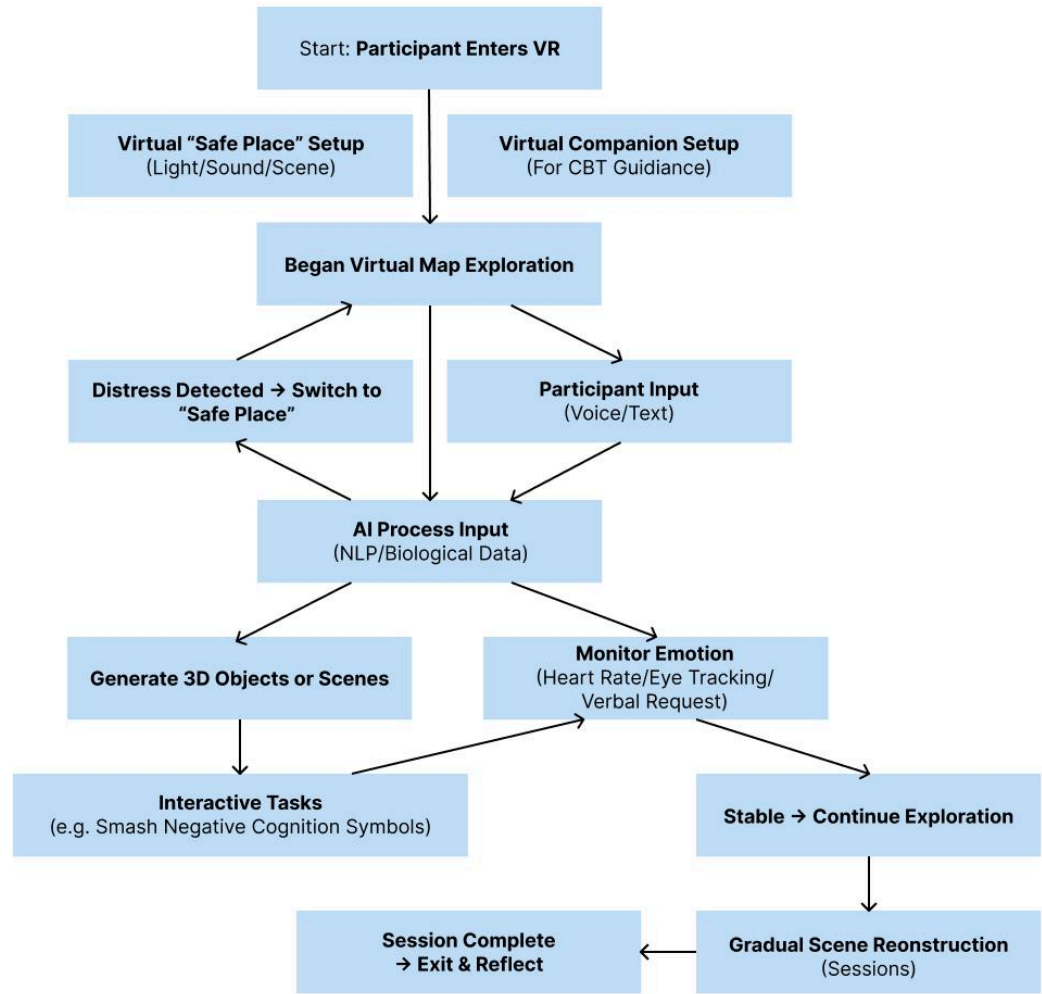 Start: Participant Enters VR
Virtual “Safe Place” Setup
(Light/Sound/Scene)
Virtual Companion Setup
(For CBT Guidiance)
Began Virtual Map Exploration
Distress Detected → Switch to
“Safe Place”
Participant Input
(Voice/Text)
AI Process Input
(NLP/Biological Data)
Generate 3D Objects or Scenes
Monitor Emotion
(Heart Rate/Eye Tracking/
Verbal Request)
Interactive Tasks
(e.g. Smash Negative Cognition Symbols)
Stable → Continue Exploration
Session Complete
→ Exit & Reflect
Gradual Scene Reonstruction
(Sessions)